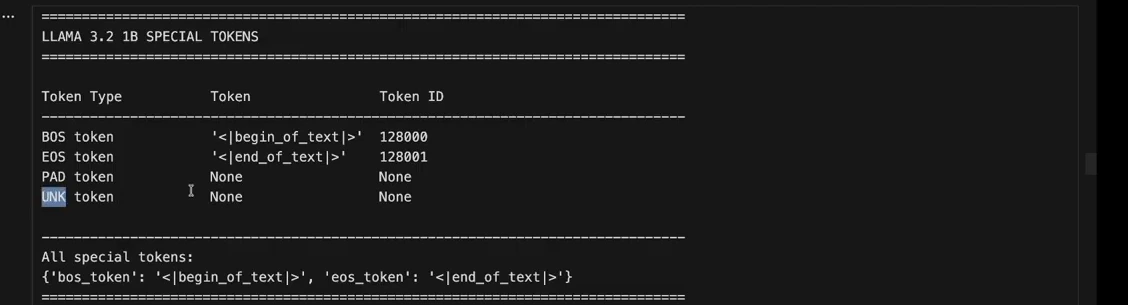 ...
================================================================================
LLAMA 3.2 1B SPECIAL TOKENS
================================================================================
Token Type Token Token ID
--------------------------------------------------------------------------------
BOS token '<|begin_of_text|>' 128000
EOS token '<|end_of_text|>' 128001
PAD token None None
UNK token None None
--------------------------------------------------------------------------------
All special tokens:
{'bos_token': '<|begin_of_text|>', 'eos_token': '<|end_of_text|>'}
================================================================================